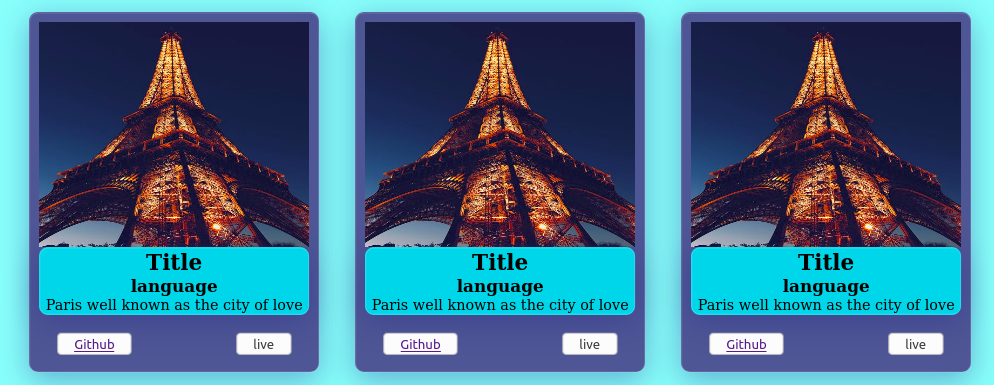 Title
language
Paris well known as the city of love
Github
live
Title
language
Paris well known as the city of love
Github
live
Title
language
Paris well known as the city of love
Github
live